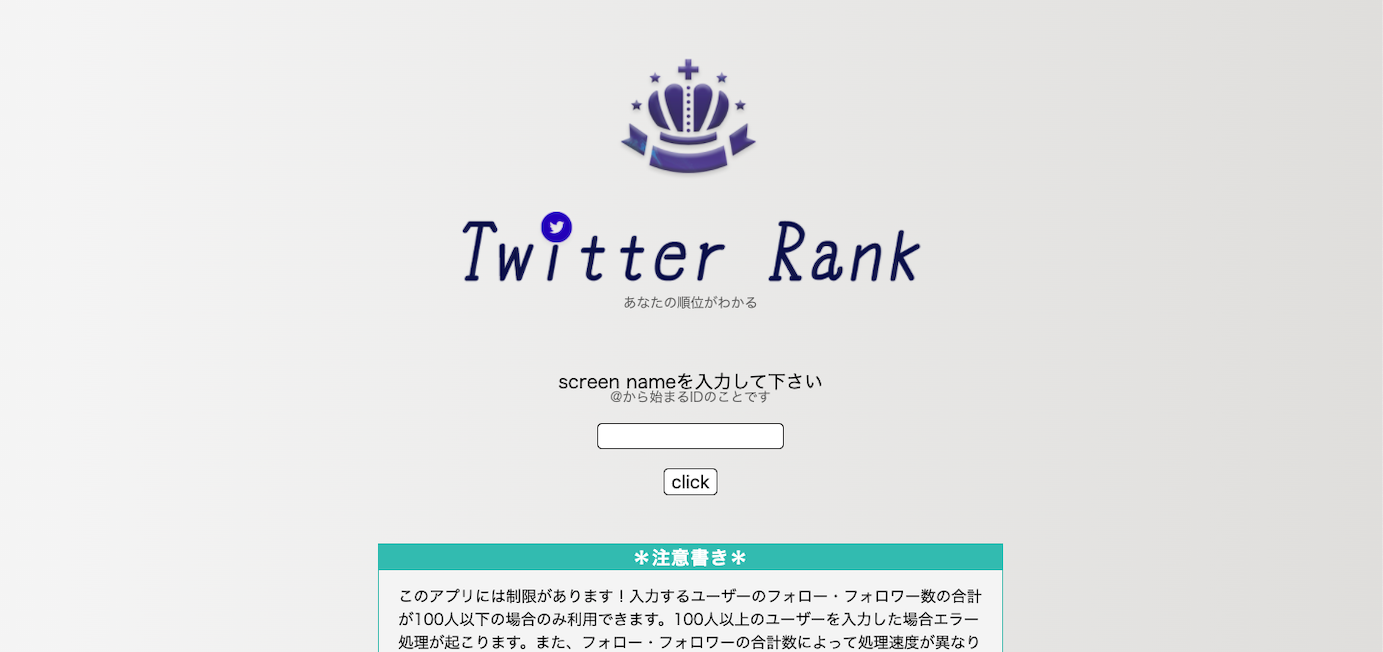 Twitter Rank
あなたの順位がわかる
screen nameを入力して下さい
@から始まるIDのことです
click
＊注意書き＊
このアプリには制限があります！入力するユーザーのフォロー・フォロワー数の合計
が100人以下の場合のみ利用できます。100人以上のユーザーを入力した場合エラー
処理が起こります。また、フォロー・フォロワーの合計数によって処理速度が異なり